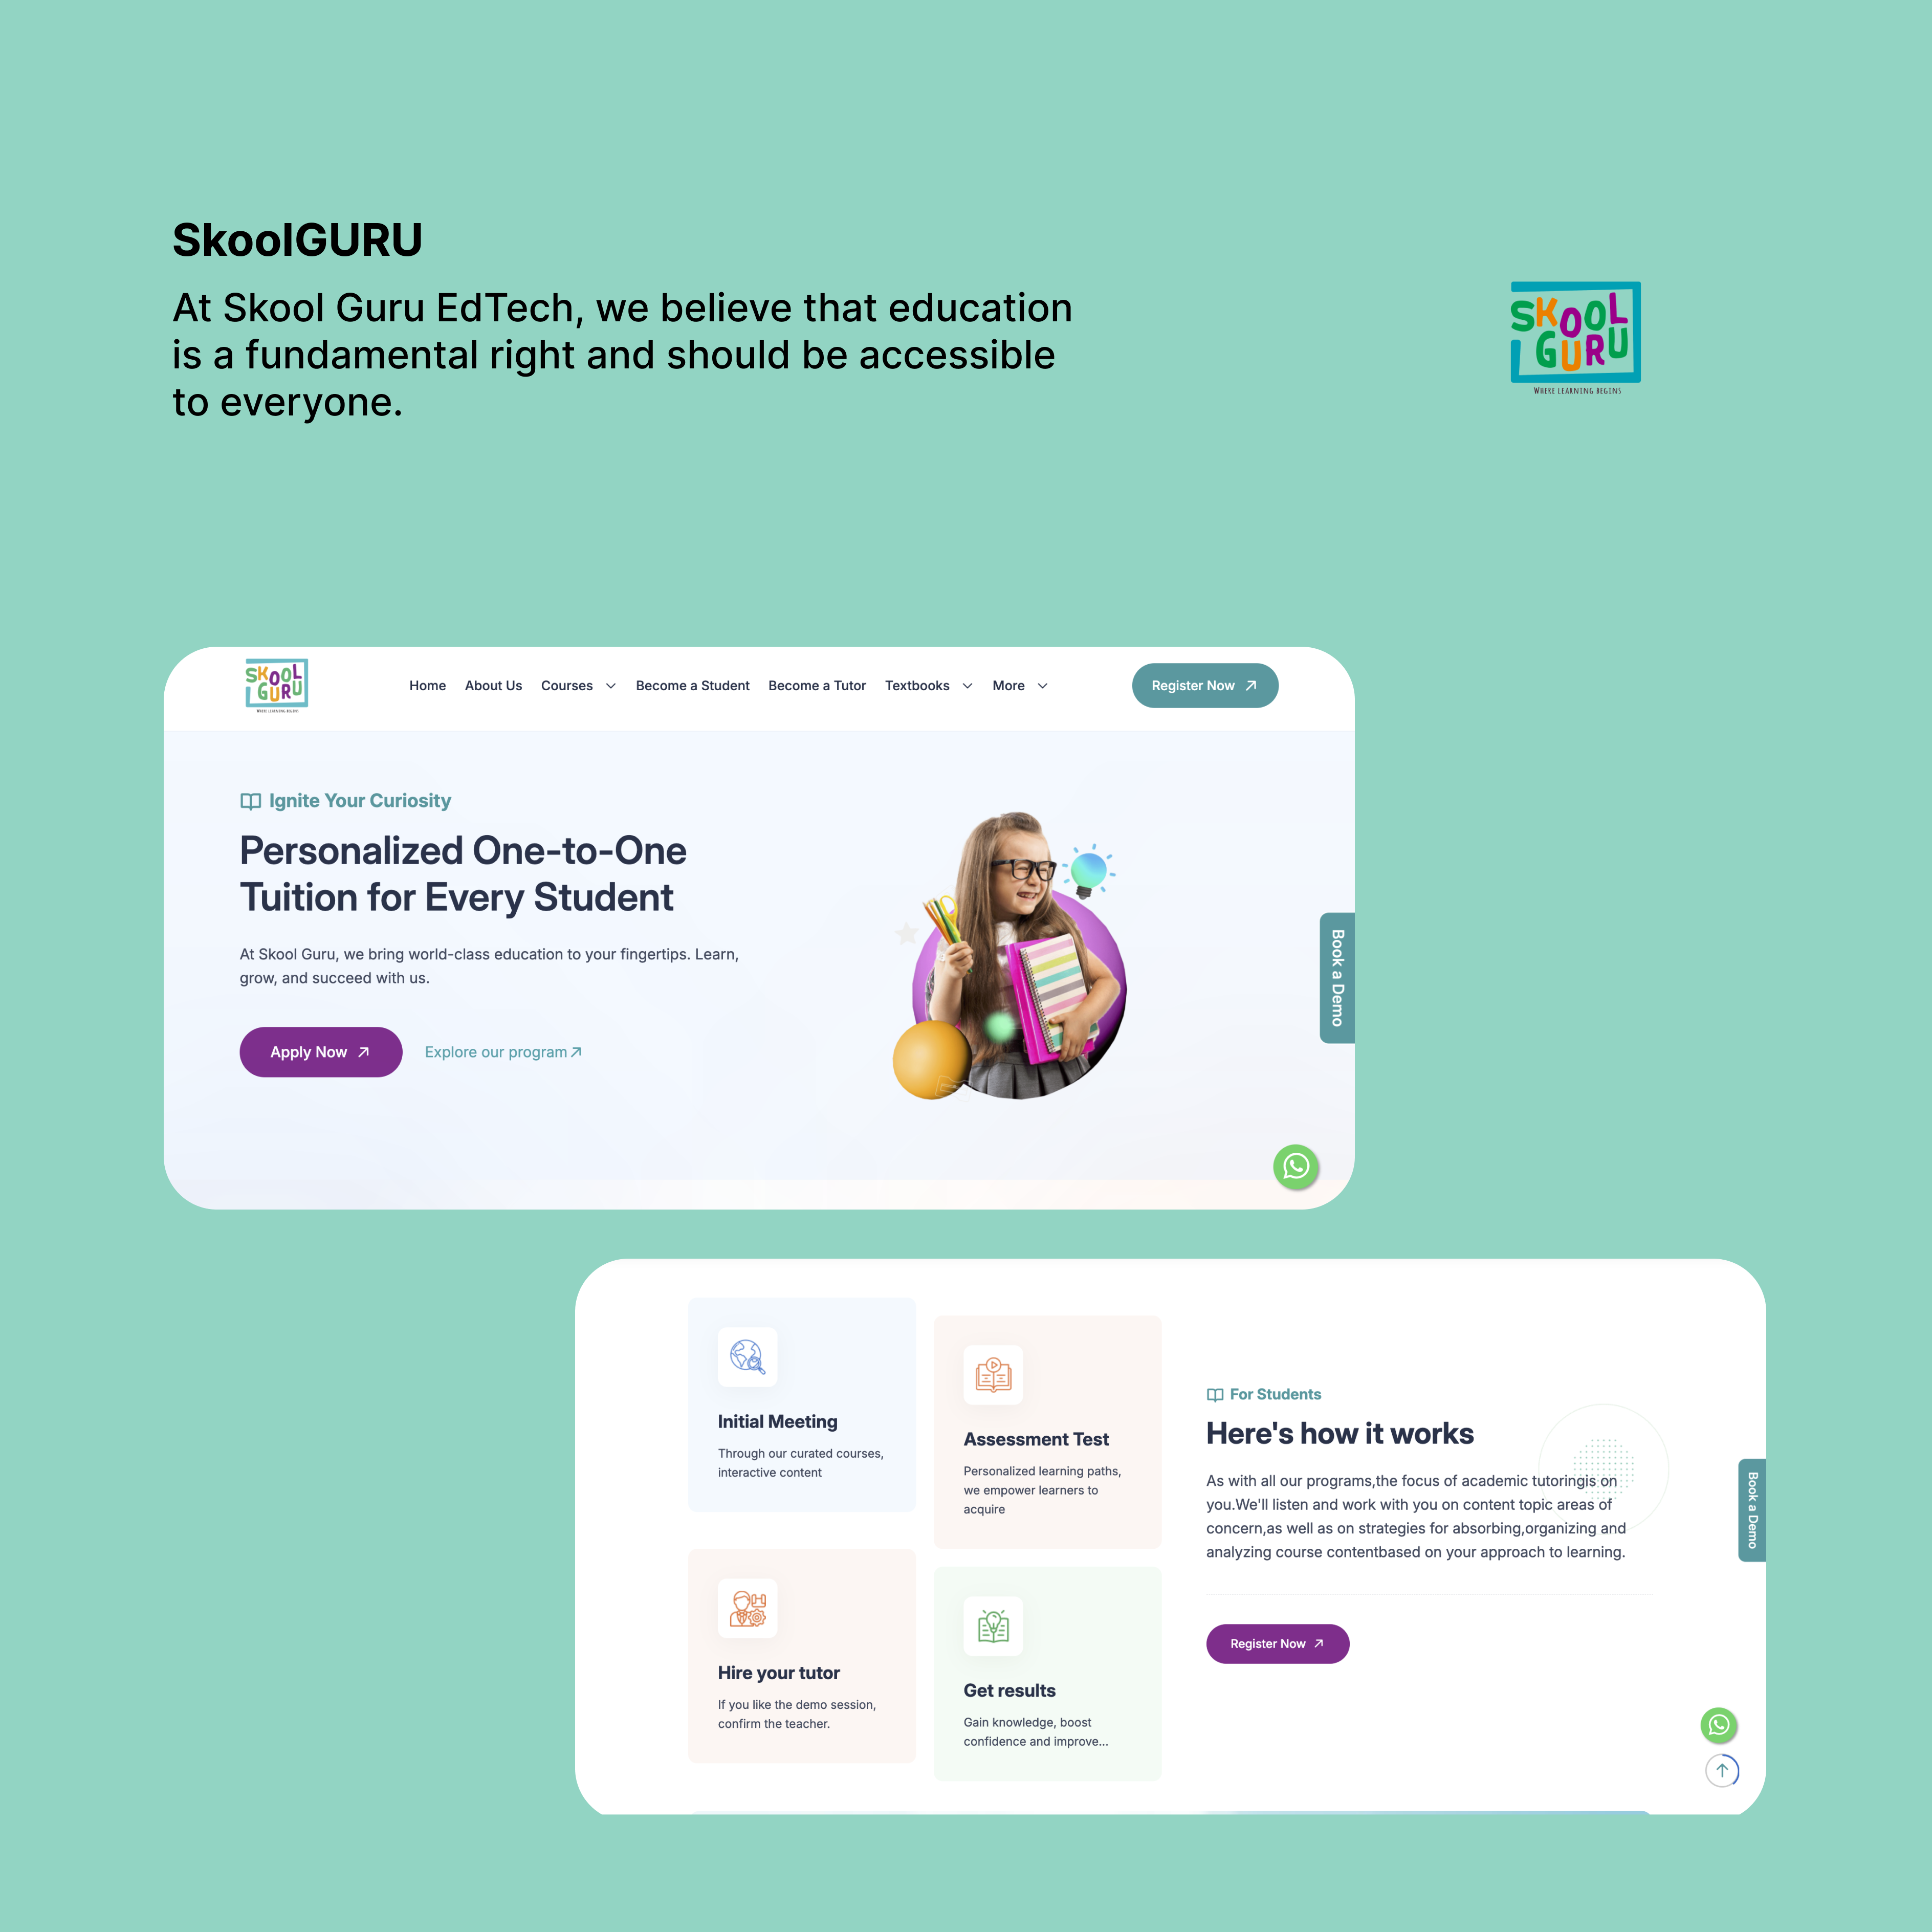 SkoolGURU
At Skool Guru EdTech, we believe that education
is a fundamental right and should be accessible
to everyone.
SKOOL
GURU
WHERE LEARNING BEGINS
SKOOL
GURU
WHERE LEARNING BEGINS
Home About Us Courses Become a Student Become a Tutor Textbooks More
Register Now
Ignite Your Curiosity
Personalized One-to-One
Tuition for Every Student
At Skool Guru, we bring world-class education to your fingertips. Learn,
grow, and succeed with us.
Apply Now
Explore our program
Book a Demo
Initial Meeting
Through our curated courses,
interactive content
Assessment Test
Personalized learning paths,
we empower learners to
acquire
Hire your tutor
If you like the demo session,
confirm the teacher.
Get results
Gain knowledge, boost
confidence and improve...
For Students
Here's how it works
As with all our programs,the focus of academic tutoringis on
you.We'll listen and work with you on content topic areas of
concern,as well as on strategies for absorbing,organizing and
analyzing course contentbased on your approach to learning.
Register Now
Book a Demo